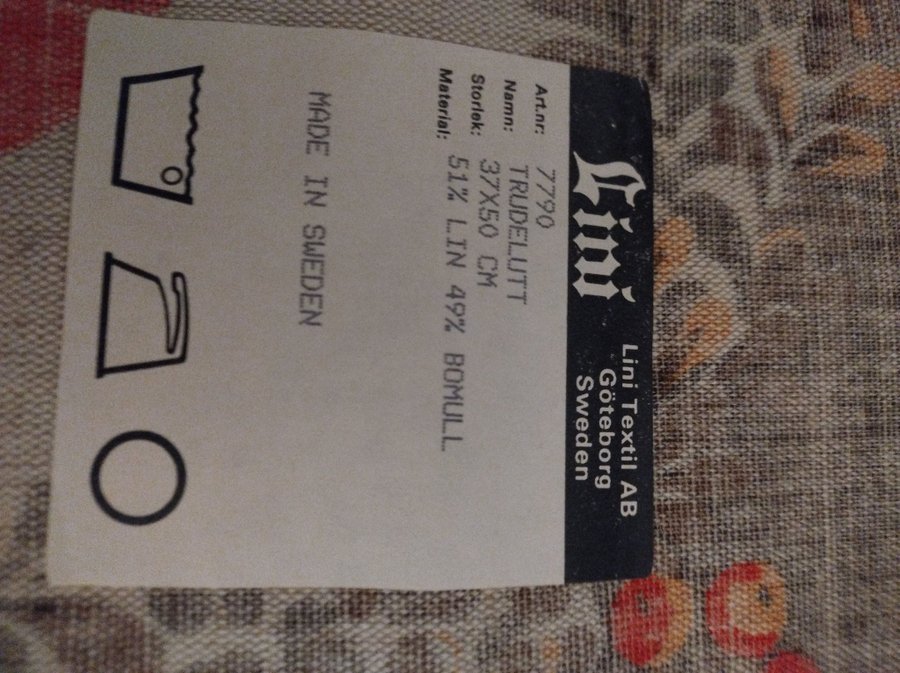 Lini
Lini Textil AB
Göteborg
Sweden
Art.nr: 7790
Namn: TRUDELUTT
Storlek: 37X50 CM
Material: 51% LIN 49% BOMULL
MADE IN SWEDEN